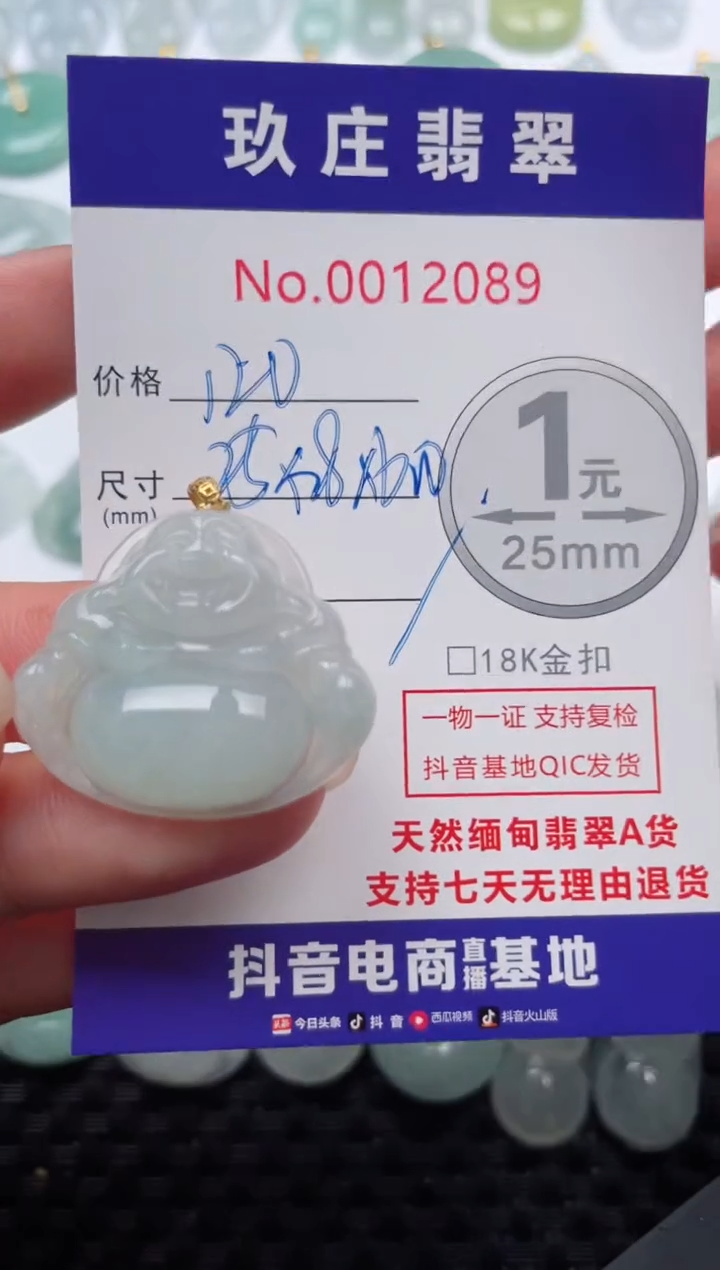 玖庄翡翠
No.0012089
价格 120
尺寸
(mm)
1元
25mm
□18K金扣
一物一证 支持复检
抖音基地QIC发货
天然缅甸翡翠A货
支持七天无理由退货
抖音电商直播基地
今日头条 抖音 西瓜视频 抖音火山版